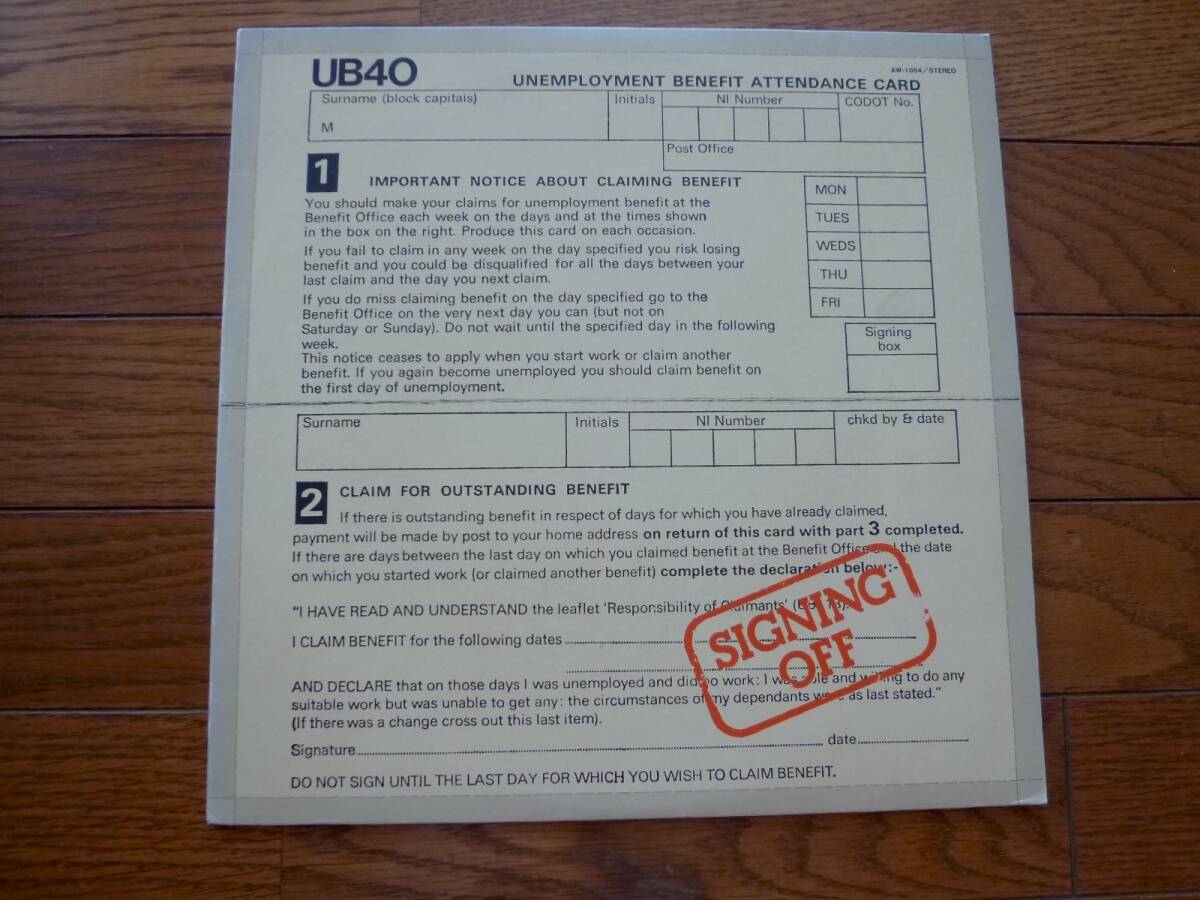 UB40
AW-1004/STEREO
UNEMPLOYMENT BENEFIT ATTENDANCE CARD
Surname (block capitals)
Initials
NI Number
CODOT No.
M
Post Office
1
IMPORTANT NOTICE ABOUT CLAIMING BENEFIT
You should make your claims for unemployment benefit at the
Benefit Office each week on the days and at the times shown
in the box on the right. Produce this card on each occasion.
If you fail to claim in any week on the day specified you risk losing
benefit and you could be disqualified for all the days between your
last claim and the day you next claim.
If you do miss claiming benefit on the day specified go to the
Benefit Office on the very next day you can (but not on
Saturday or Sunday). Do not wait until the specified day in the following
week.
This notice ceases to apply when you start work or claim another
benefit. If you again become unemployed you should claim benefit on
the first day of unemployment.
MON
TUES
WEDS
THU
FRI
Signing
box
Surname
Initials
NI Number
chkd by & date
2
CLAIM FOR OUTSTANDING BENEFIT
If there is outstanding benefit in respect of days for which you have already claimed,
payment will be made by post to your home address on return of this card with part 3 completed.
If there are days between the last day on which you claimed benefit at the Benefit Office and the date
on which you started work (or claimed another benefit) complete the declaration below:-
"I HAVE READ AND UNDERSTAND the leaflet 'Responsibility of Claimants'
I CLAIM BENEFIT for the following dates
AND DECLARE that on those days I was unemployed and did no work: I was able and willing to do any
suitable work but was unable to get any: the circumstances of my dependants were as last stated."
(If there was a change cross out this last item).
Signature
date
DO NOT SIGN UNTIL THE LAST DAY FOR WHICH YOU WISH TO CLAIM BENEFIT.
SIGNING
OFF